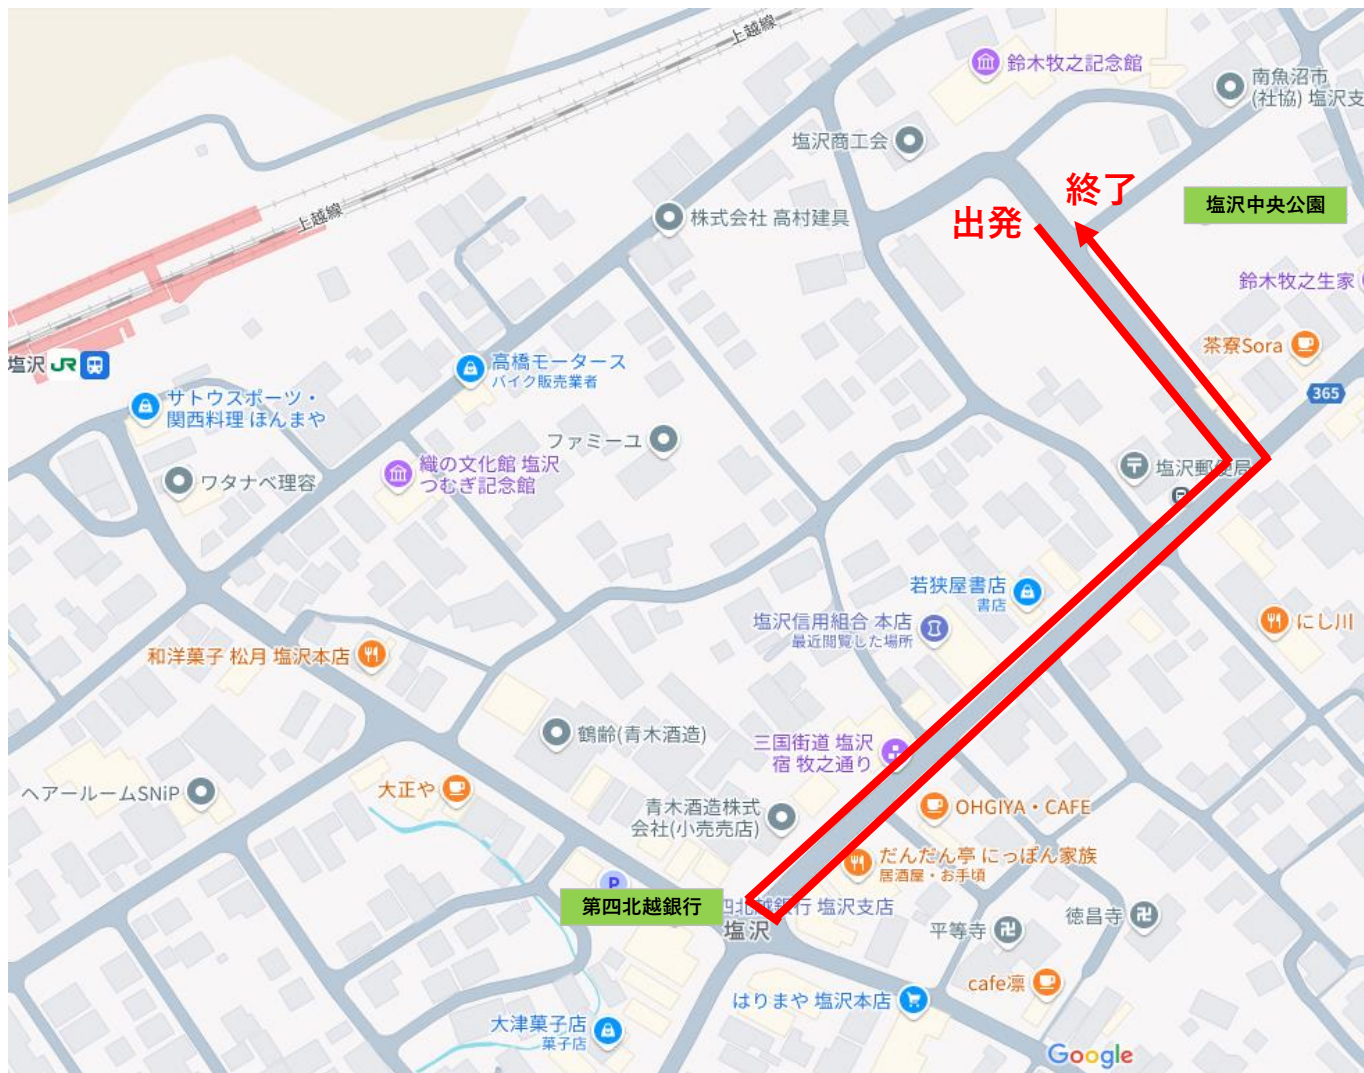 上越線
鈴木牧之記念館
南魚沼市
(社協) 塩沢支
塩沢商工会
終了
出発
塩沢中央公園
株式会社 高村建具
上越線
鈴木牧之生家
茶寮Sora
塩沢
JR
高橋モータース
バイク販売業者
365
サトウスポーツ・
関西料理 ほんまや
ファミーユ
織の文化館 塩沢
つむぎ記念館
塩沢郵便局
ワタナベ理容
若狭屋書店
書店
塩沢信用組合 本店
最近閲覧した場所
にし川
和洋菓子 松月 塩沢本店
鶴齢(青木酒造)
三国街道 塩沢
宿 牧之通り
ヘアールームSNiP
大正や
青木酒造株式
会社(小売売店)
OHGIYA・CAFE
だんだん亭 にっぽん家族
居酒屋・お手頃
P
第四北越銀行
四北越銀行 塩沢支店
塩沢
平等寺
徳昌寺
cafe凛
はりまや 塩沢本店
大津菓子店
菓子店
Google